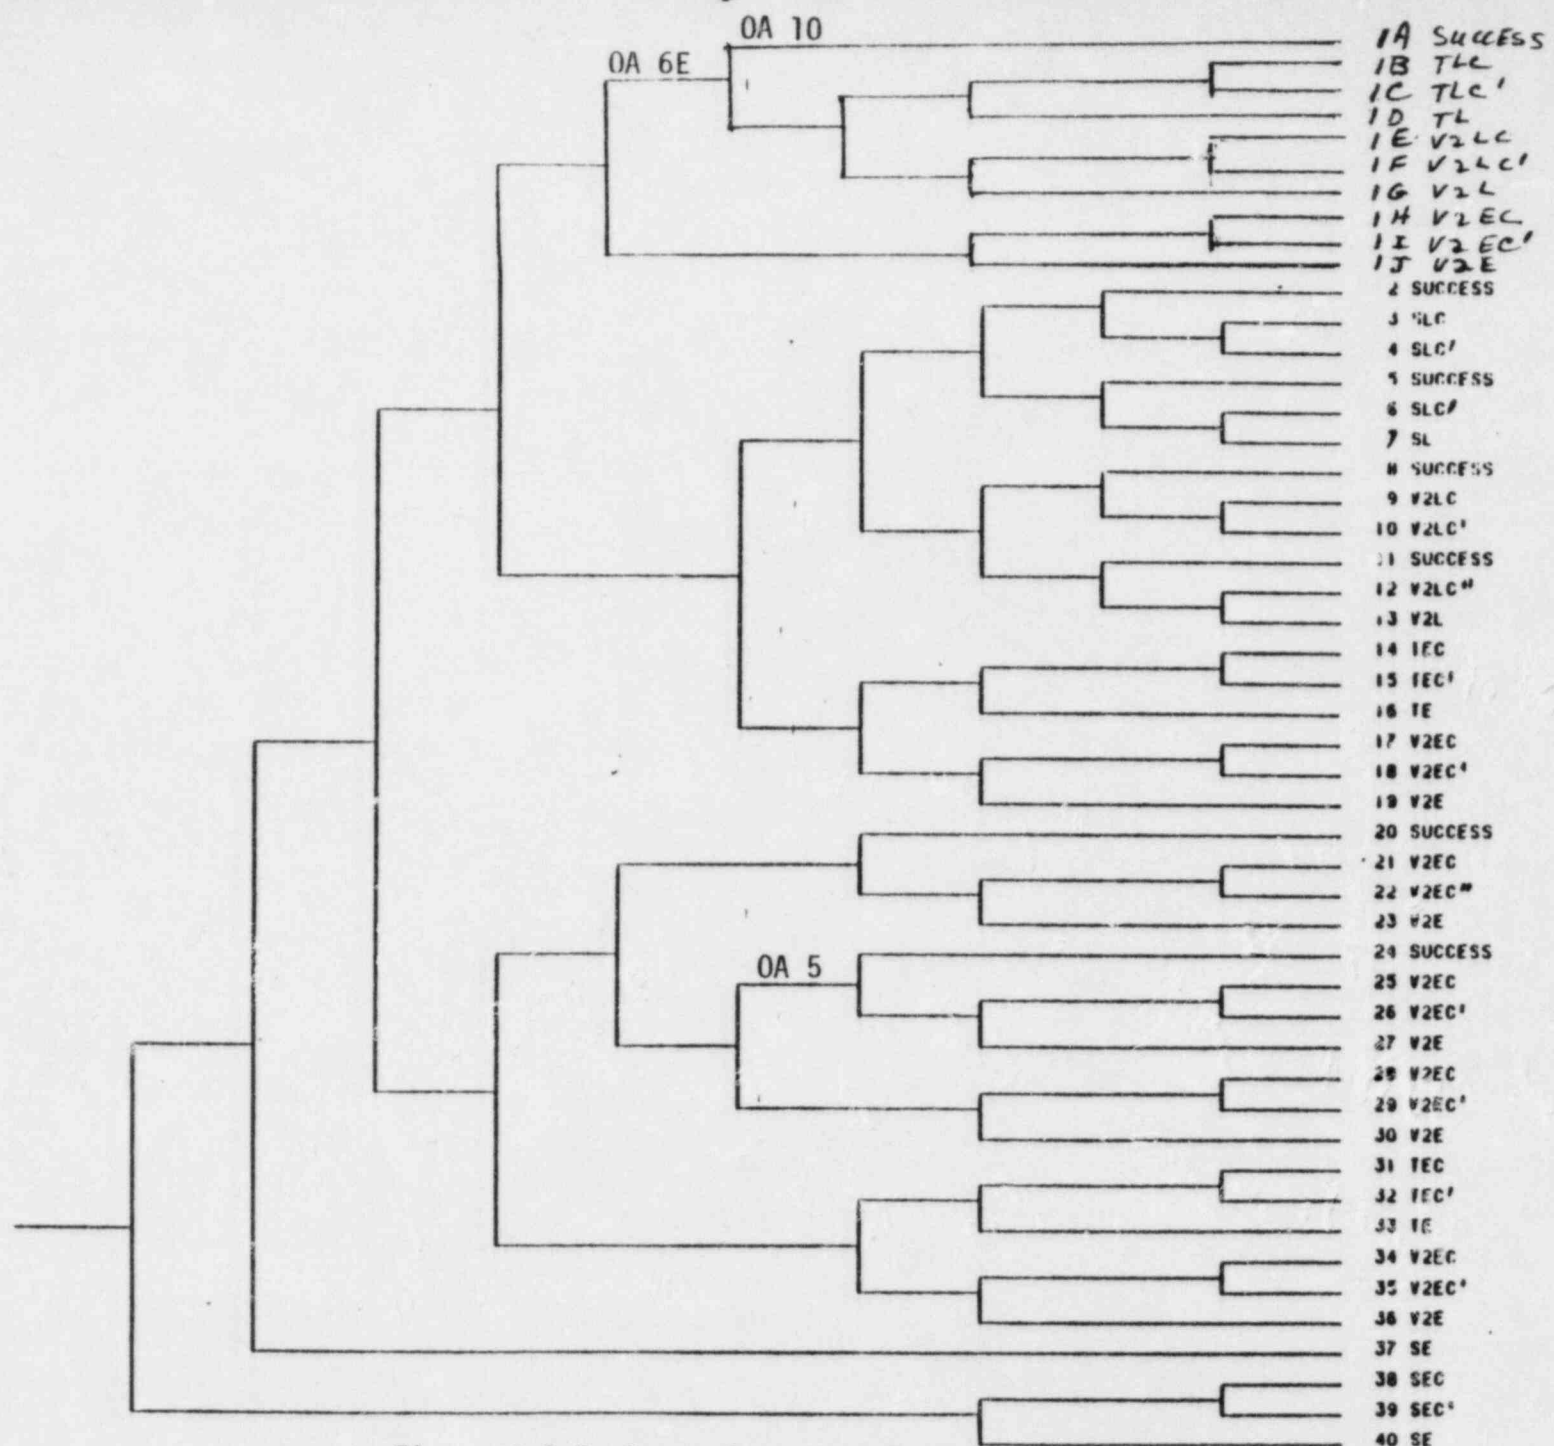 OA 10
OA 6E
1A SUCCESS
1B TLC
1C TLC'
1D TL
1E V2LC
1F V2LC'
1G V2L
1H V2EC
1I V2EC'
1J V2E
2 SUCCESS
3 SLC
4 SLC'
5 SUCCESS
6 SLC"
7 SL
8 SUCCESS
9 V2LC
10 V2LC'
11 SUCCESS
12 V2LC"
13 V2L
14 TEC
15 TEC'
16 TE
17 V2EC
18 V2EC'
19 V2E
20 SUCCESS
21 V2EC
22 V2EC"
23 V2E
24 SUCCESS
OA 5
25 V2EC
26 V2EC'
27 V2E
28 V2EC
29 V2EC'
30 V2E
31 TEC
32 TEC'
33 TE
34 V2EC
35 V2EC'
36 V2E
37 SE
38 SEC
39 SEC'
40 SE